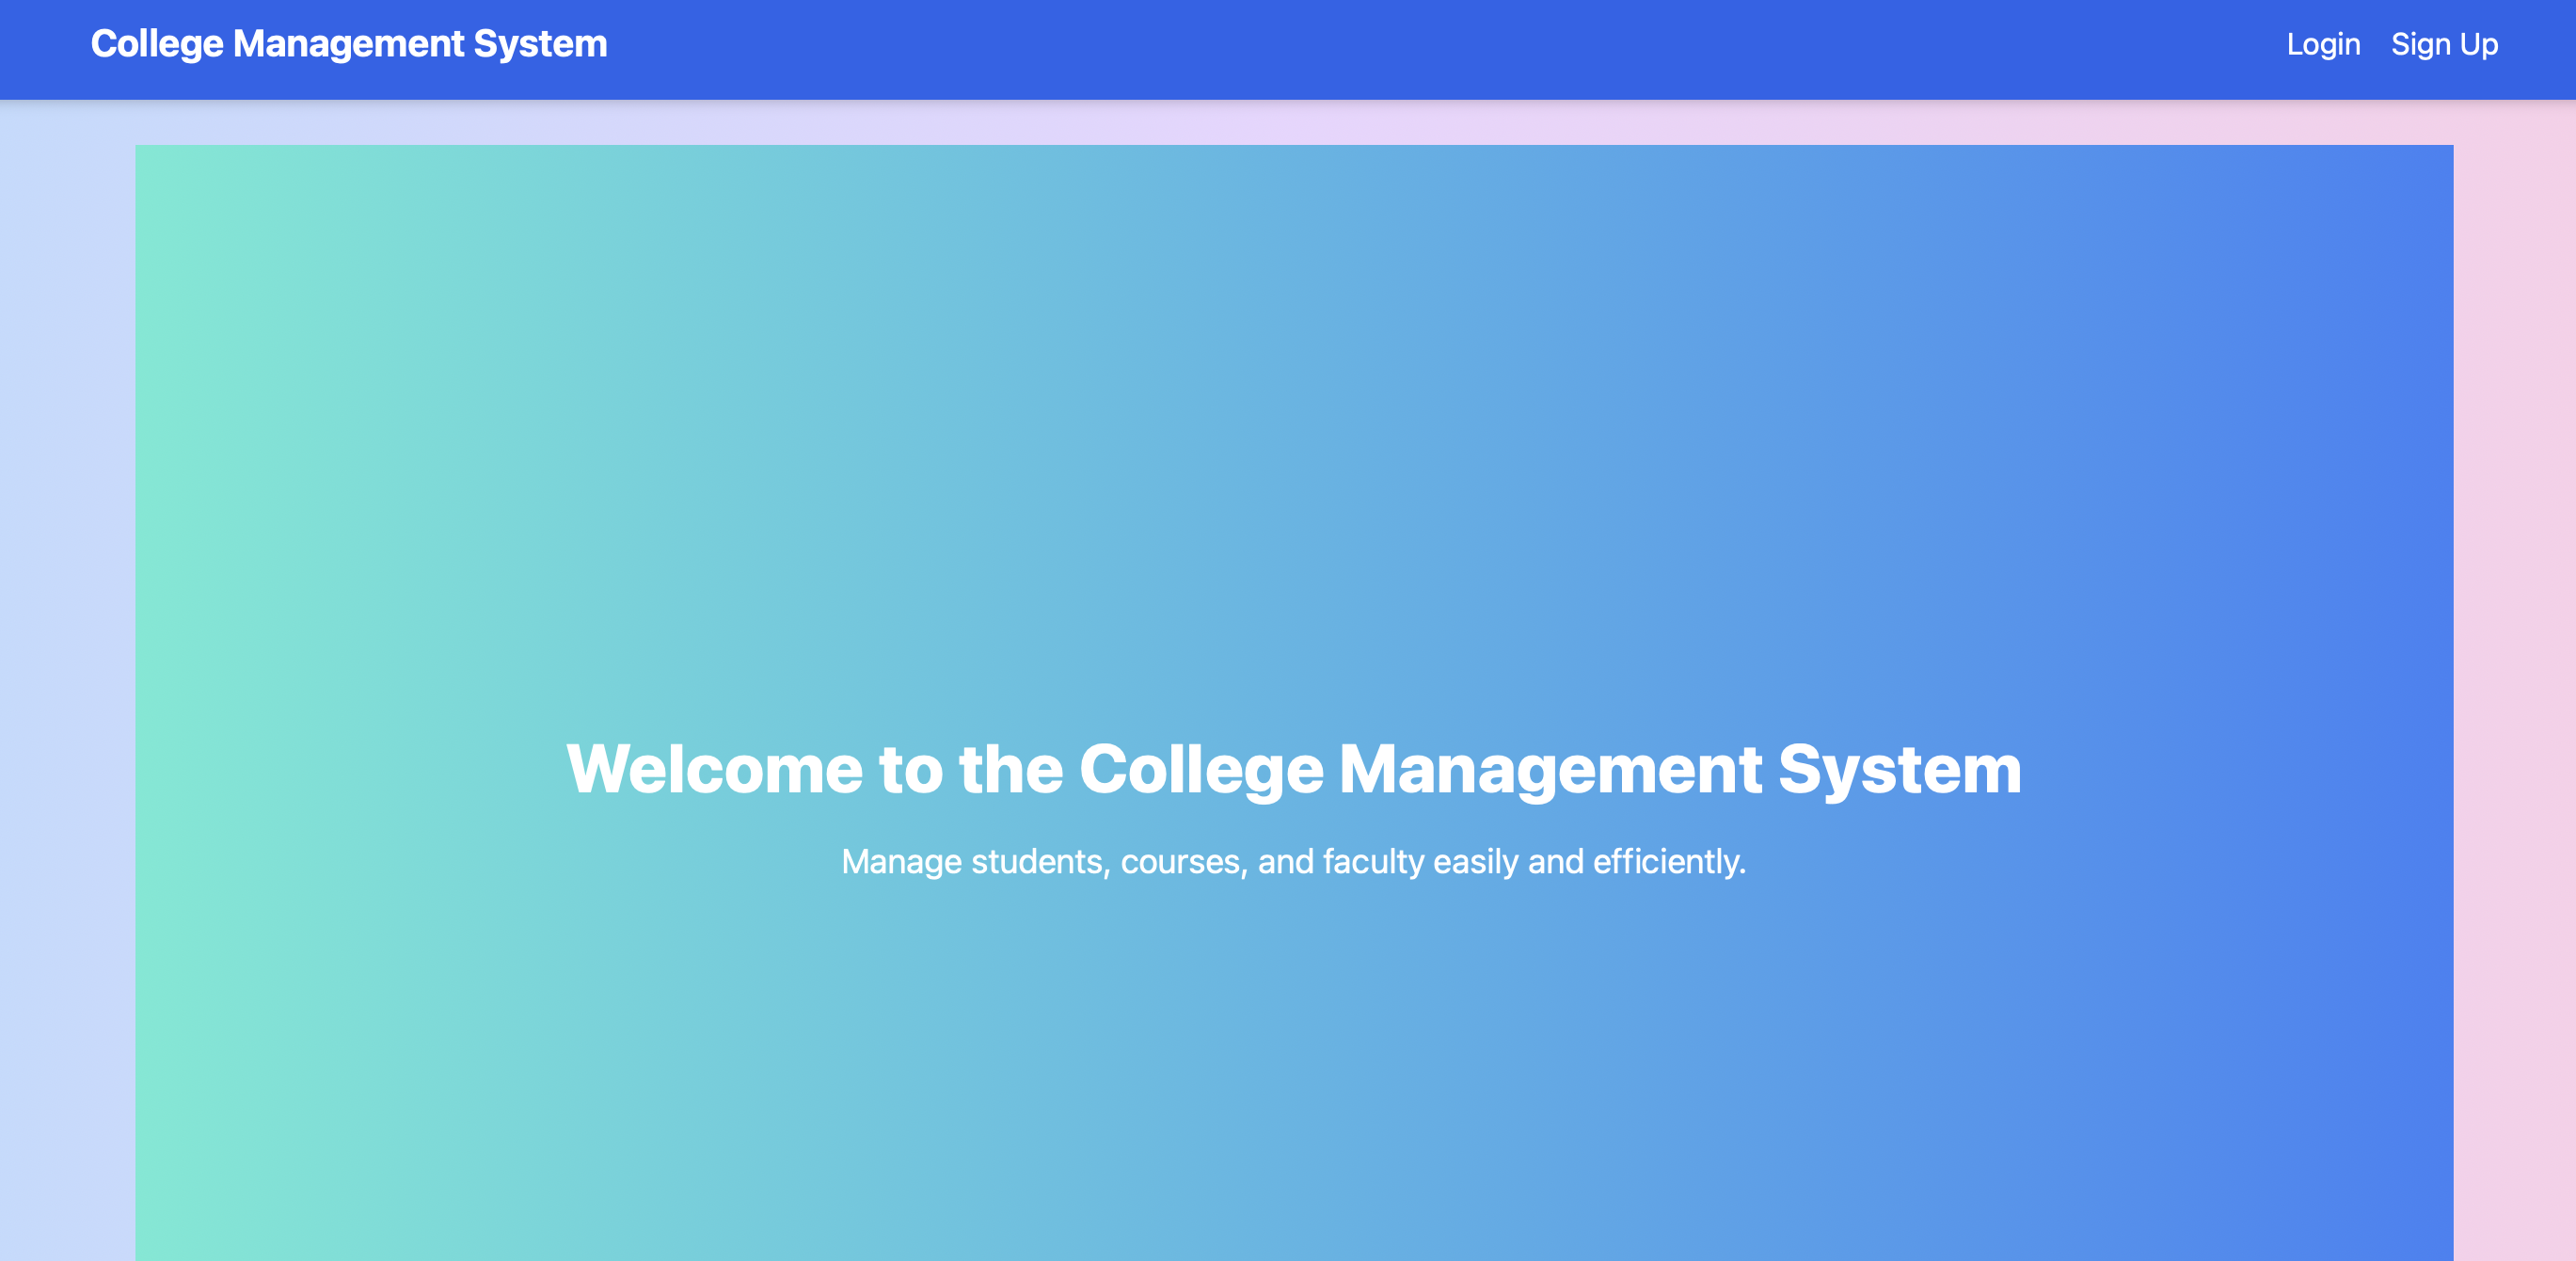 College Management System
Login Sign Up
Welcome to the College Management System
Manage students, courses, and faculty easily and efficiently.